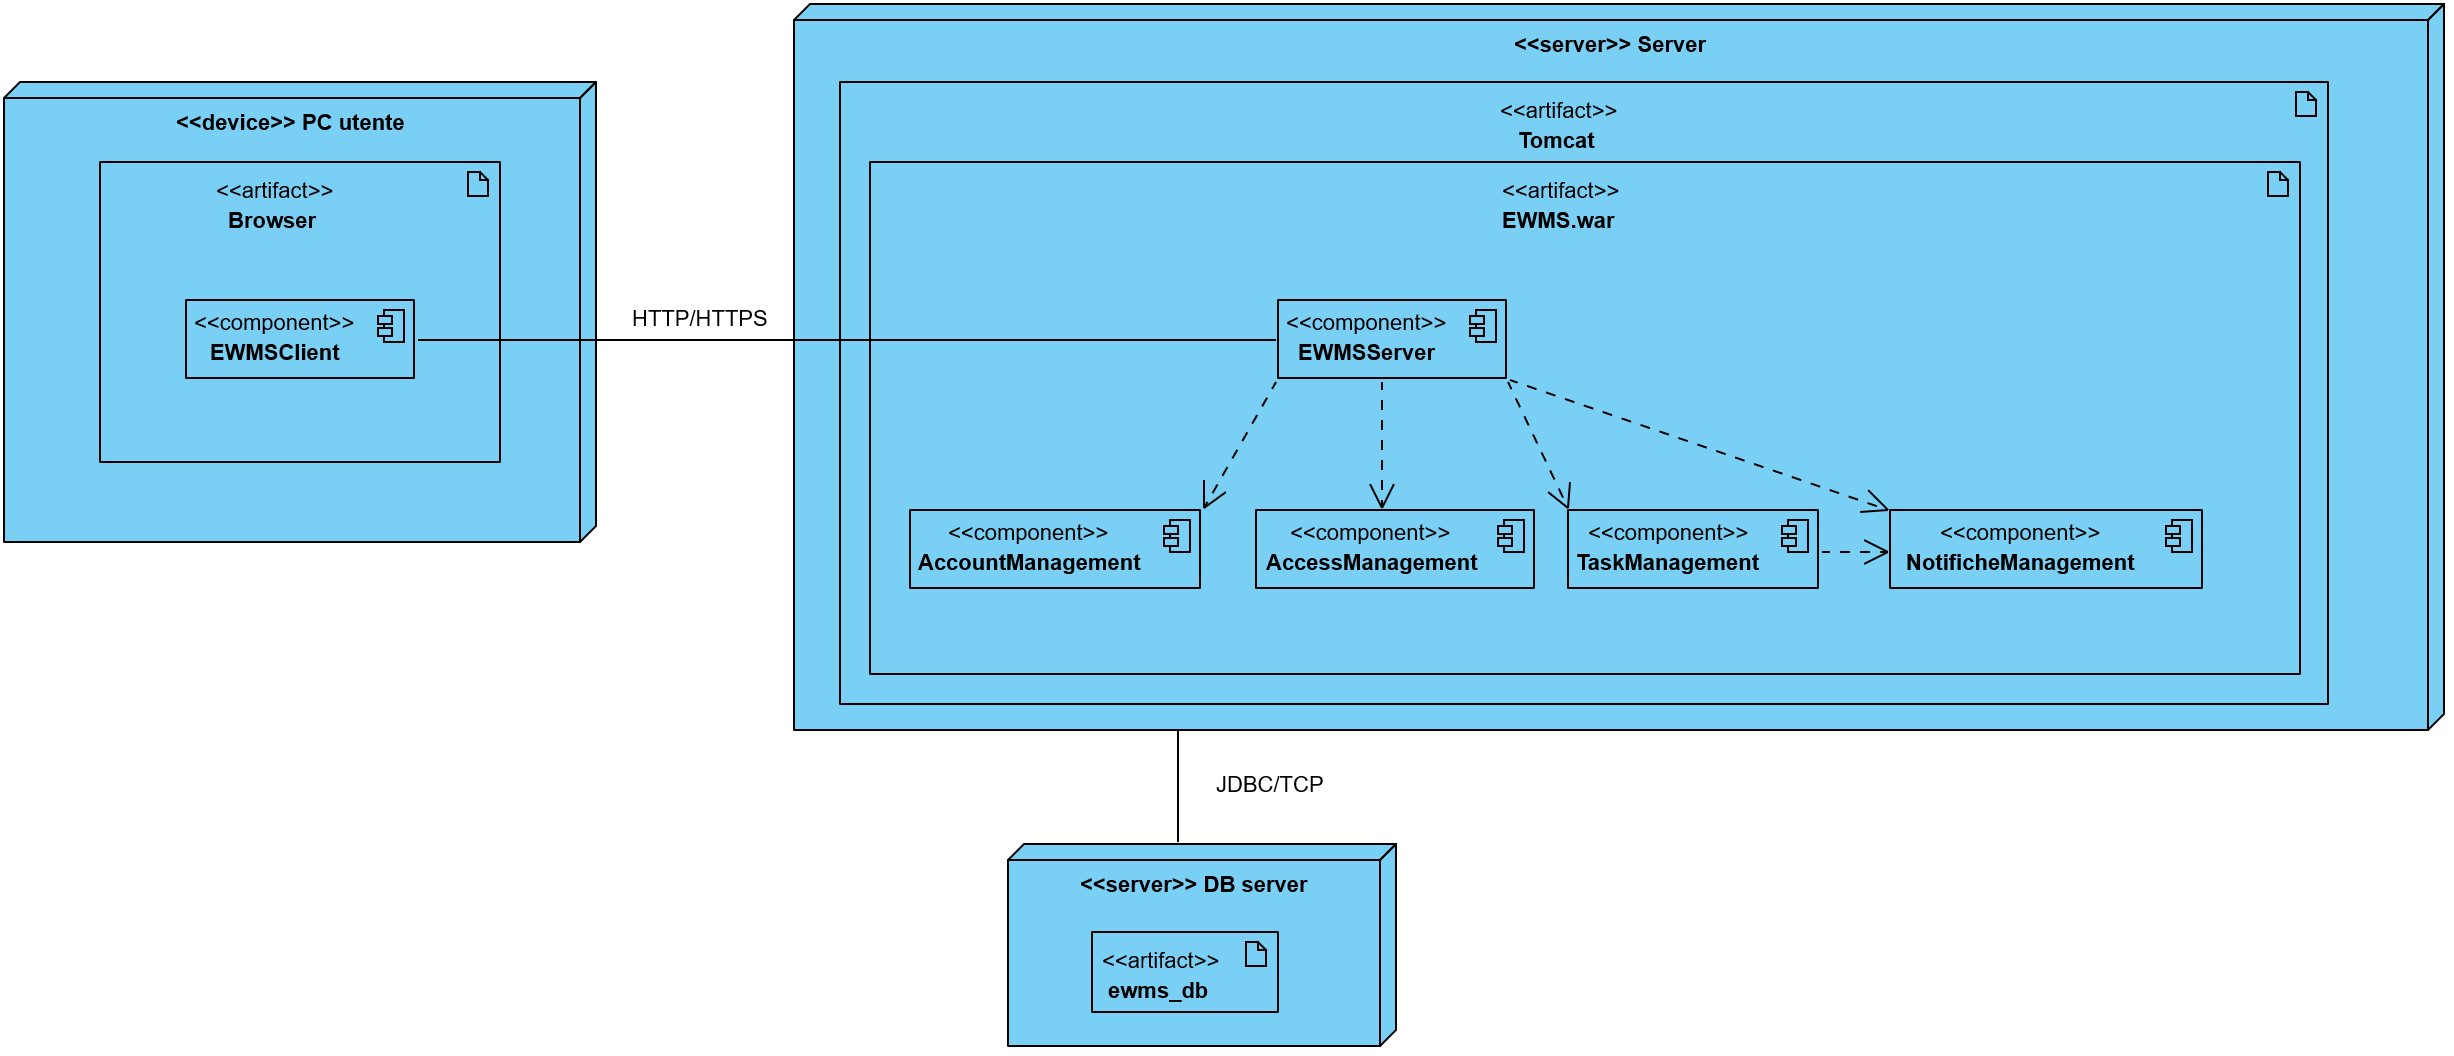 <<device>> PC utente
<<artifact>>
Browser
<<component>>
EWMSClient
HTTP/HTTPS
<<server>> Server
<<artifact>>
Tomcat
<<artifact>>
EWMS.war
<<component>>
EWMSServer
<<component>>
AccountManagement
<<component>>
AccessManagement
<<component>>
TaskManagement
<<component>>
NotificheManagement
JDBC/TCP
<<server>> DB server
<<artifact>>
ewms_db